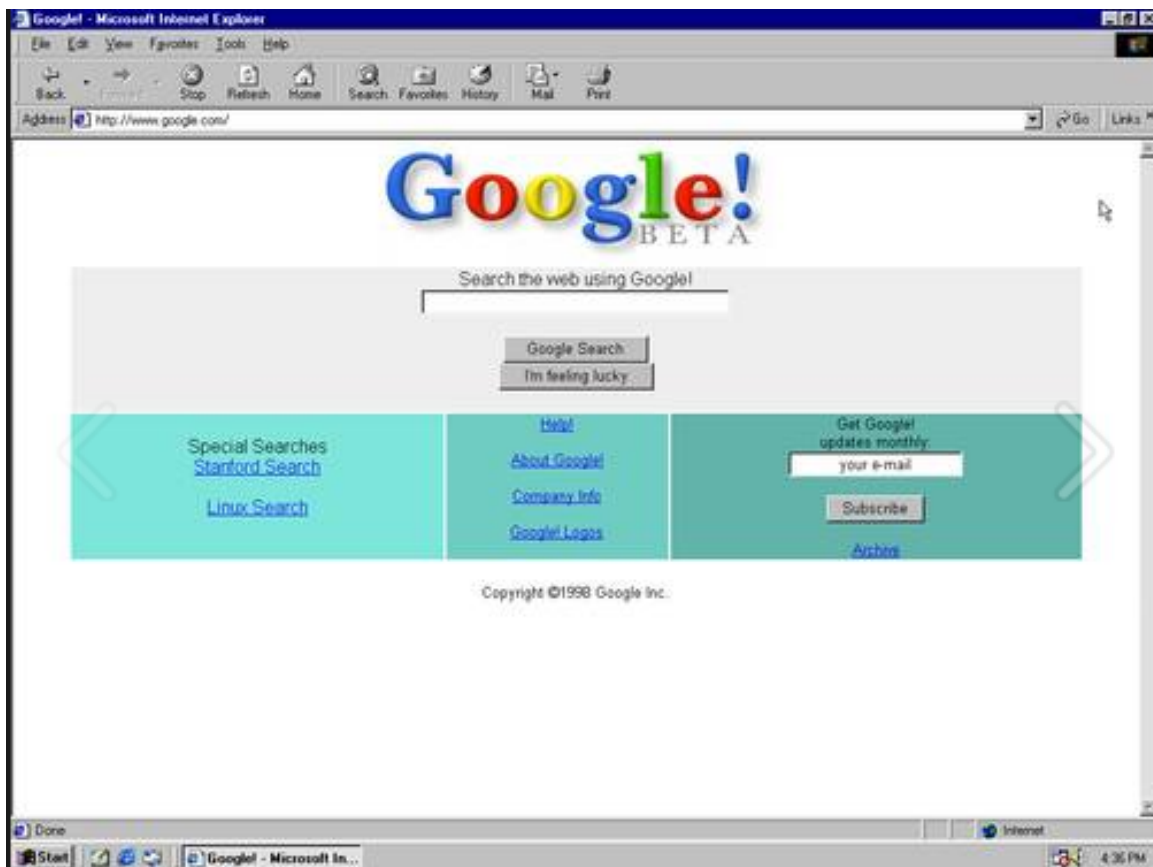 Google! - Microsoft Internet Explorer
File Edit View Favorites Tools Help
Back Forward Stop Refresh Home Search Favorites History Mail Print
Address http://www.google.com/ Go Links »
Google!
BETA
Search the web using Google!
Google Search
I'm feeling lucky
Special Searches
Stanford Search
Linux Search
Help!
About Google!
Company Info
Google! Logos
Get Google!
updates monthly:
your e-mail
Subscribe
Archive
Copyright ©1998 Google Inc.
Done Internet
Start Google! - Microsoft In... 4:36 PM